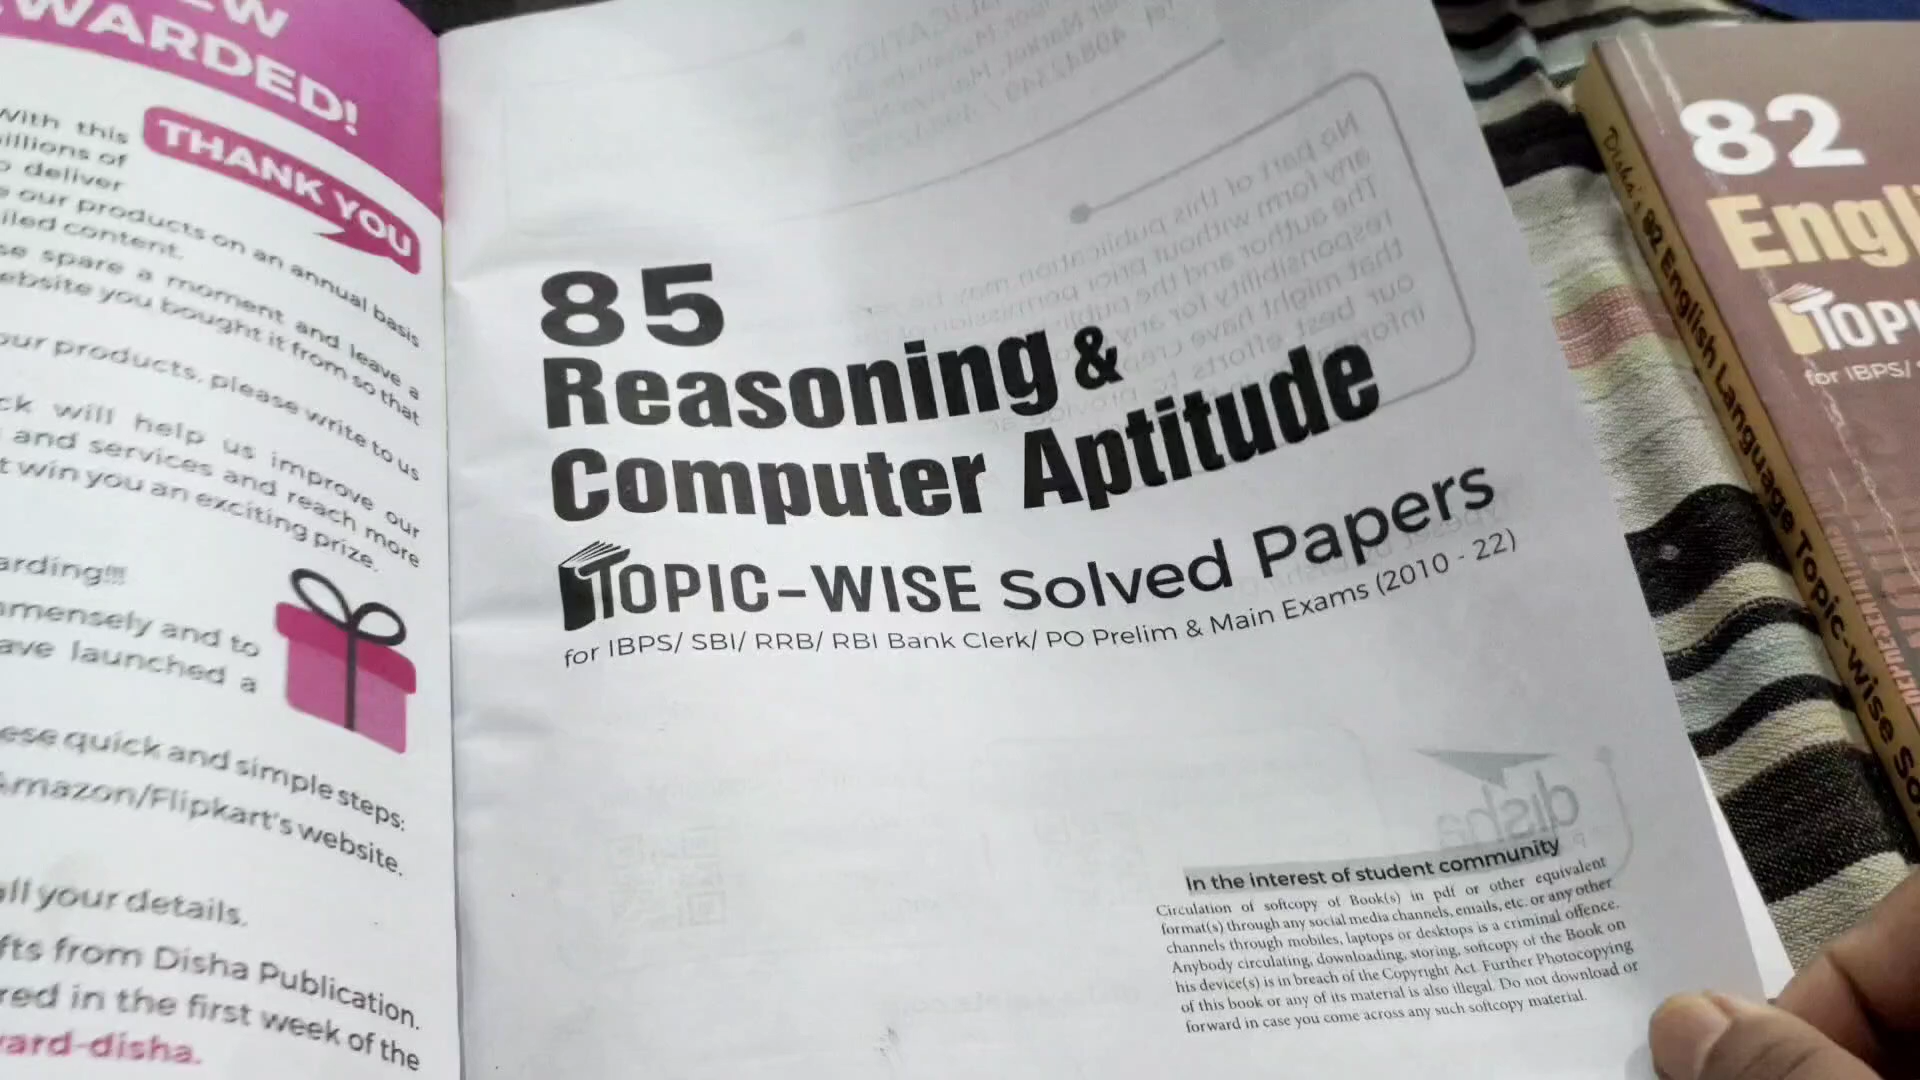 EW
WARDED!
With this
illions of
deliver
THANK YOU
our products on an annual basis
iled content.
se spare a moment and leave a
ebsite you bought it from so that
our products, please write to us
ck will help us improve our
and services and reach more
t win you an exciting prize.
arding!!!
mmensely and to
ave launched a
ese quick and simple steps:
Amazon/Flipkart's website.
all your details.
fts from Disha Publication.
red in the first week of the
ward-disha.
85
Reasoning &
Computer Aptitude
TOPIC-WISE Solved Papers
for IBPS/ SBI/ RRB/ RBI Bank Clerk/ PO Prelim & Main Exams (2010 - 22)
disha
In the interest of student community
Circulation of softcopy of Book(s) in pdf or other equivalent
format(s) through any social media channels, emails, etc. or any other
channels through mobiles, laptops or desktops is a criminal offence.
Anybody circulating, downloading, storing, softcopy of the Book on
his device(s) is in breach of the Copyright Act. Further Photocopying
of this book or any of its material is also illegal. Do not download or
forward in case you come across any such softcopy material.
82
Engl
TOPI
for IBPS/
Disha's 82 English Language Topic-wise So